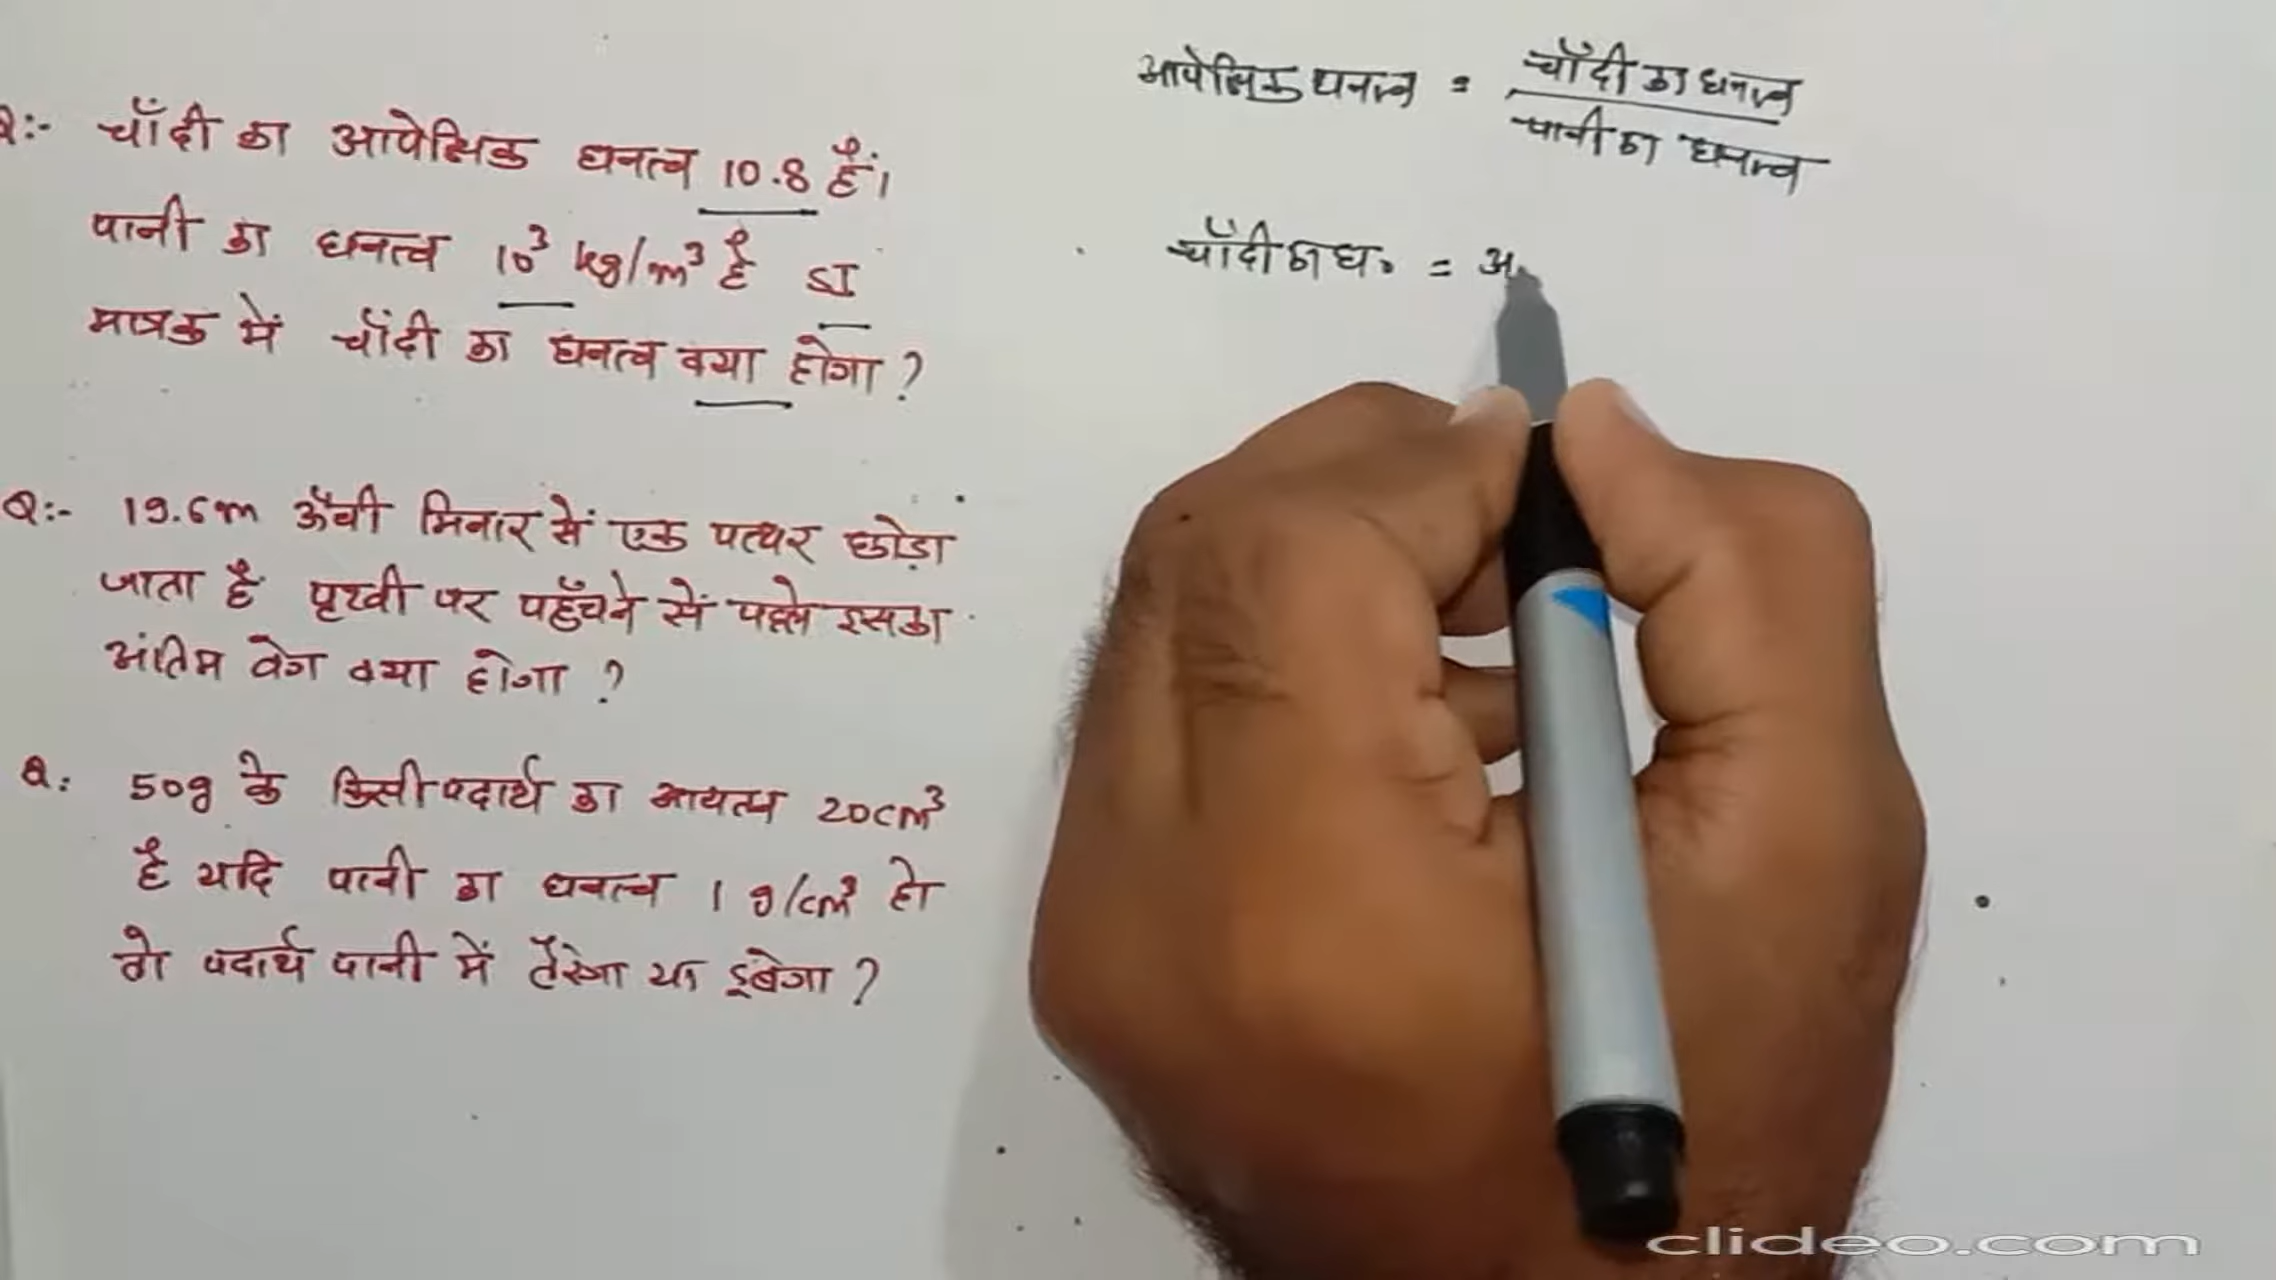 Q:- चाँदी का आपेक्षिक घनत्व 10.8 है।
पानी का घनत्व 10³ kg/m³ है SI
मात्रक में चाँदी का घनत्व क्या होगा ?
Q:- 19.6m ऊँची मिनार सें एक पत्थर छोड़ा
जाता हैं पृथ्वी पर पहुँचने सें पहले इसका
अंतिम वेग क्या होगा ?
Q: 50g के किसी पदार्थ का आयतन 20cm³
है यदि पानी का घनत्व 1 g/cm³ हो
तो पदार्थ पानी में तैरेगा या डूबेगा ?
आपेक्षिक घनत्व = चाँदी का घनत्व
पानी का घनत्व
चाँदी का घ० = अ
clideo.com